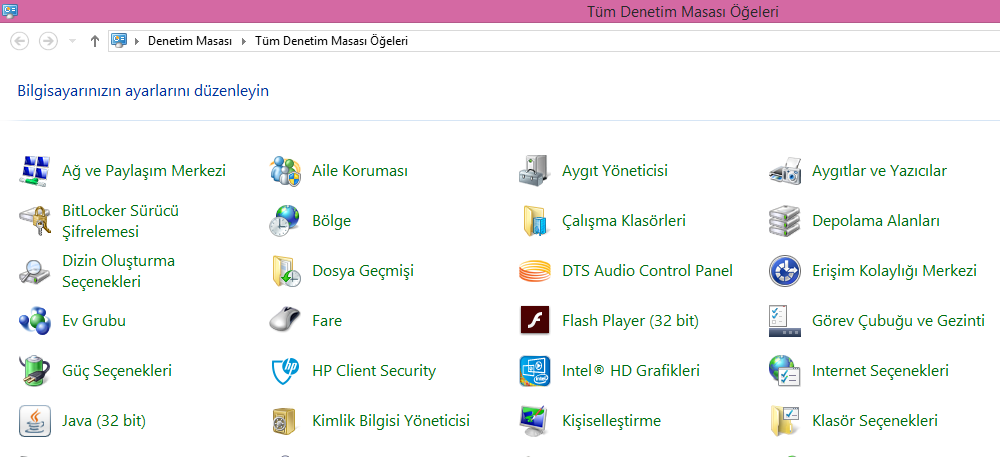 Tüm Denetim Masası Öğeleri
Denetim Masası Tüm Denetim Masası Öğeleri
Bilgisayarınızın ayarlarını düzenleyin
Ağ ve Paylaşım Merkezi
Aile Koruması
Aygıt Yöneticisi
Aygıtlar ve Yazıcılar
BitLocker Sürücü
Şifrelemesi
Bölge
Çalışma Klasörleri
Depolama Alanları
Dizin Oluşturma
Seçenekleri
Dosya Geçmişi
DTS Audio Control Panel
Erişim Kolaylığı Merkezi
Ev Grubu
Fare
Flash Player (32 bit)
Görev Çubuğu ve Gezinti
Güç Seçenekleri
HP Client Security
Intel® HD Grafikleri
Internet Seçenekleri
Java (32 bit)
Kimlik Bilgisi Yöneticisi
Kişiselleştirme
Klasör Seçenekleri